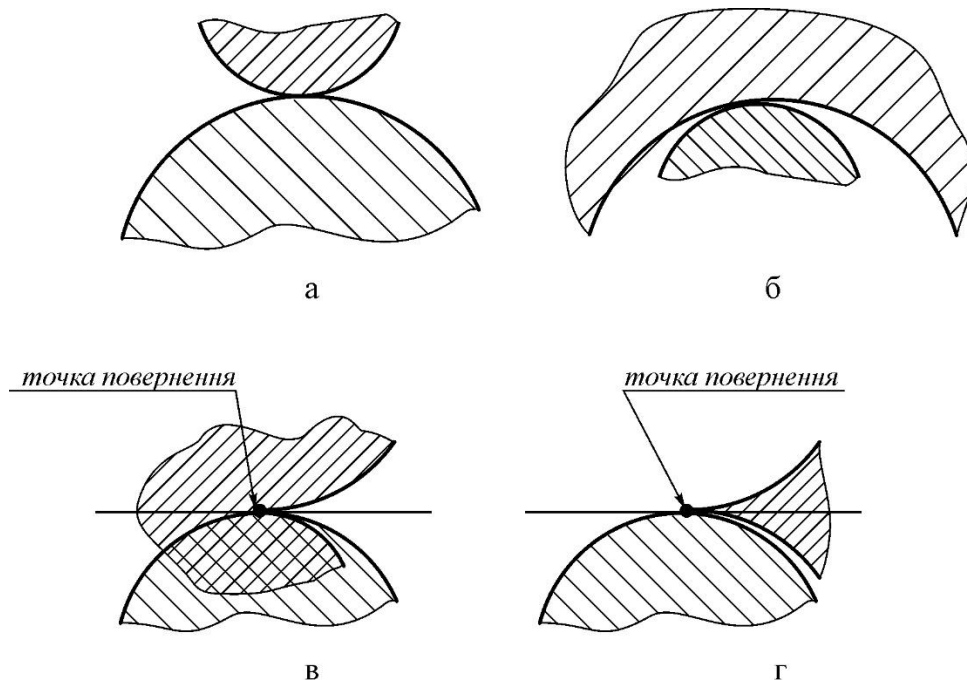 а
б
точка повернення
точка повернення
в
г